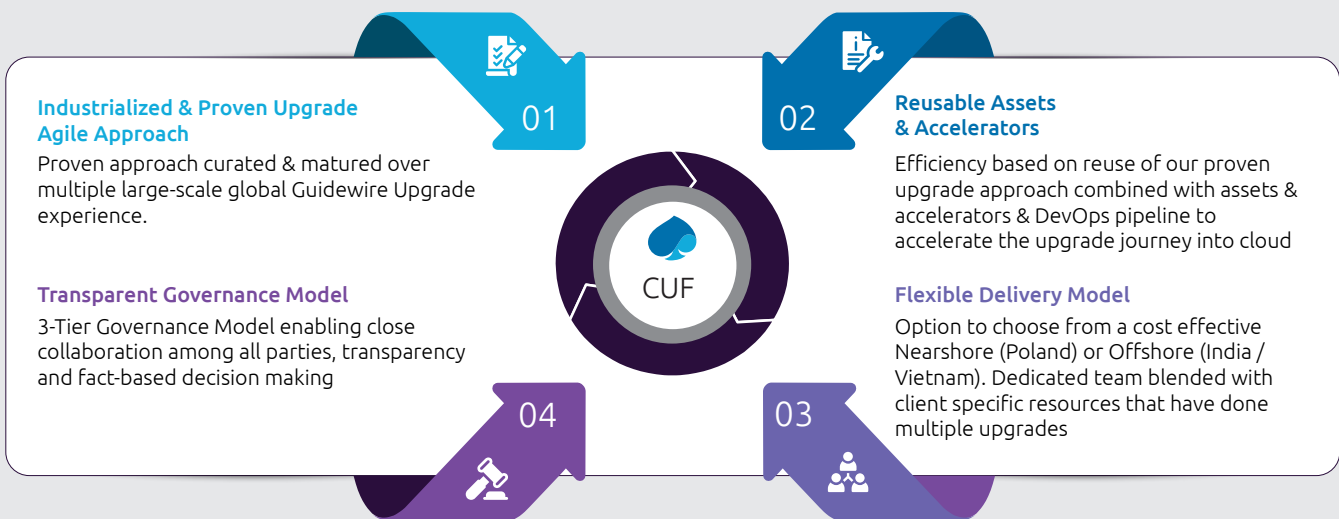 01
Industrialized & Proven Upgrade
Agile Approach
Proven approach curated & matured over
multiple large-scale global Guidewire Upgrade
experience.
02
Reusable Assets
& Accelerators
Efficiency based on reuse of our proven
upgrade approach combined with assets &
accelerators & DevOps pipeline to
accelerate the upgrade journey into cloud
CUF
03
Flexible Delivery Model
Option to choose from a cost effective
Nearshore (Poland) or Offshore (India /
Vietnam). Dedicated team blended with
client specific resources that have done
multiple upgrades
04
Transparent Governance Model
3-Tier Governance Model enabling close
collaboration among all parties, transparency
and fact-based decision making